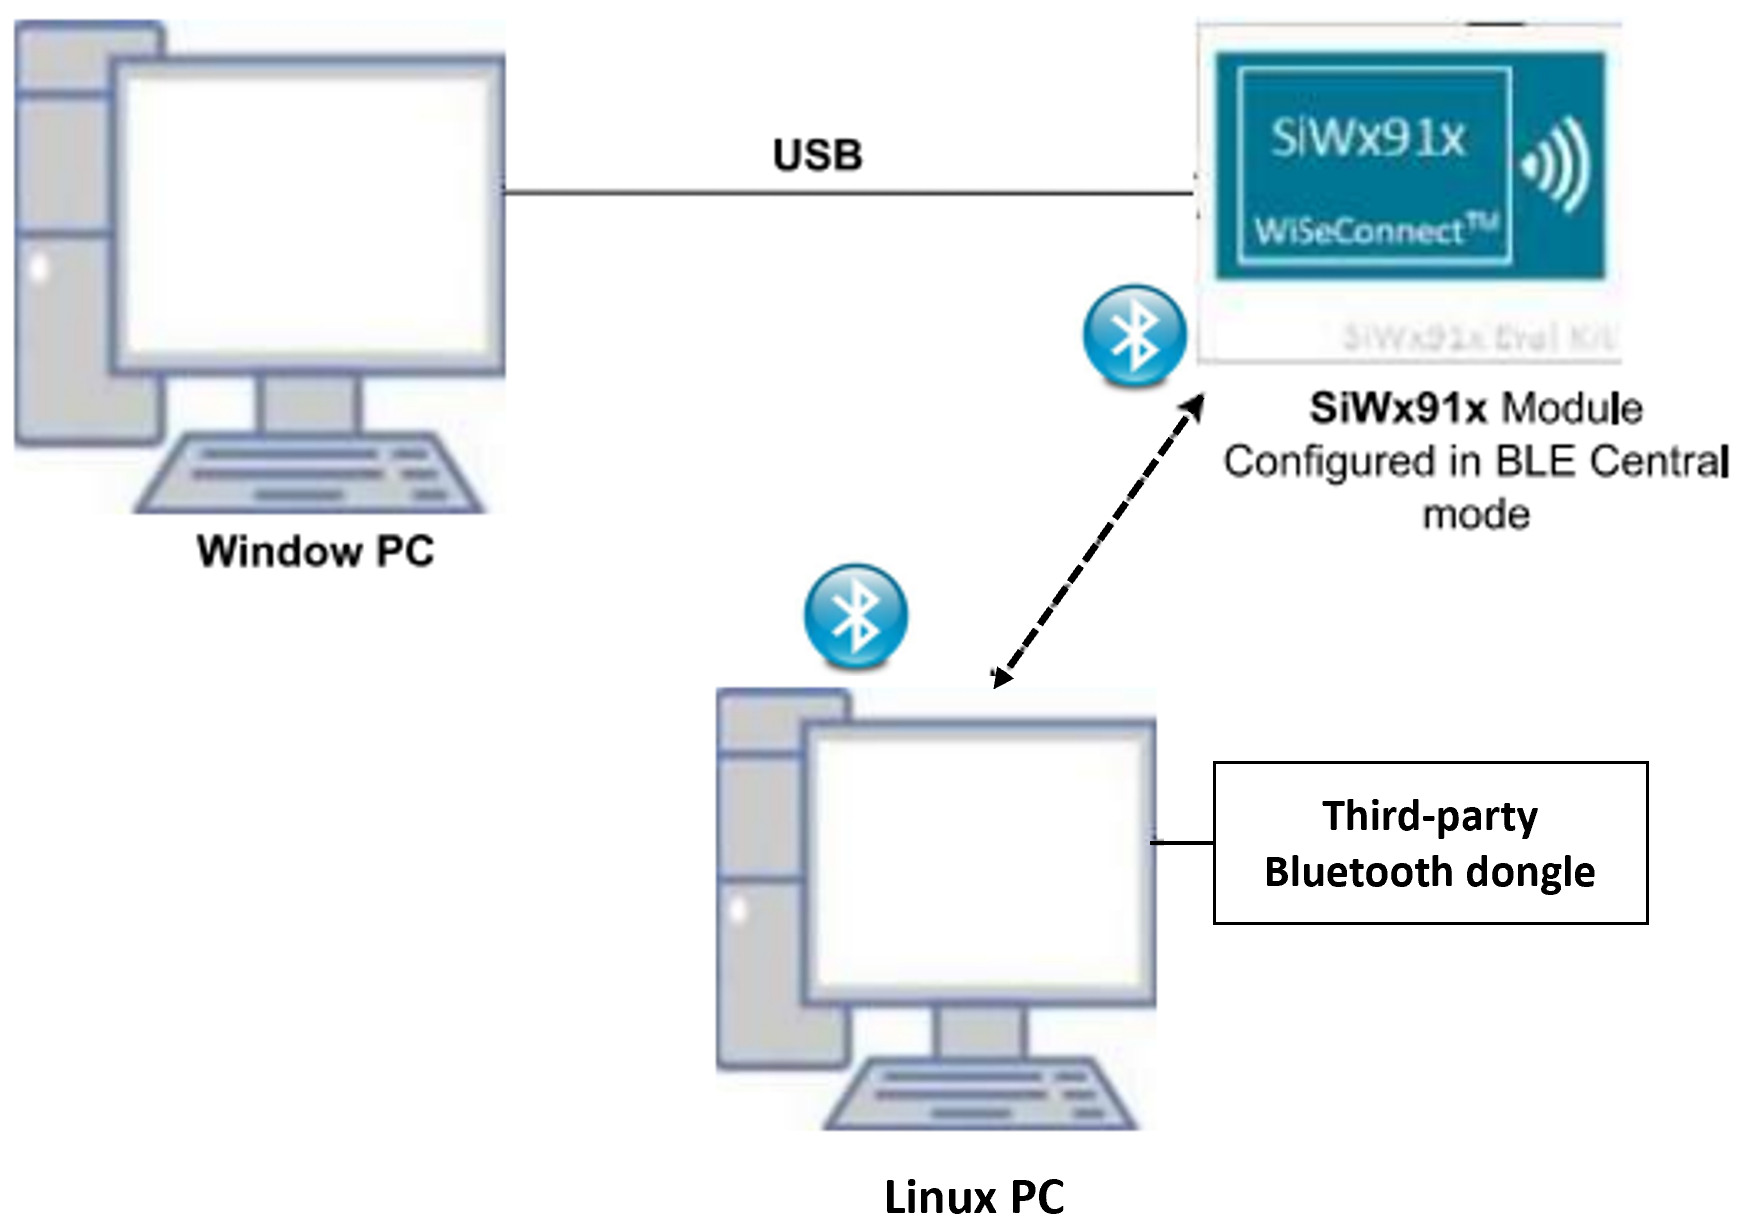 USB
SiWx91x
WiSeConnect™
SiWx91x Eval Kit
SiWx91x Module
Configured in BLE Central
mode
Window PC
Third-party
Bluetooth dongle
Linux PC